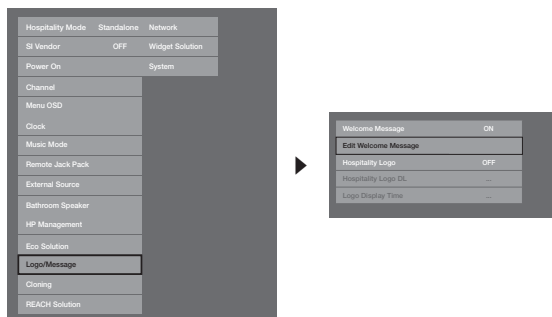 Hospitality Mode Standalone Network
SI Vendor OFF Widget Solution
Power On System
Channel
Menu OSD
Clock
Music Mode
Remote Jack Pack
External Source
Bathroom Speaker
HP Management
Eco Solution
Logo/Message
Cloning
REACH Solution
Welcome Message ON
Edit Welcome Message
Hospitality Logo OFF
Hospitality Logo DL ...
Logo Display Time ...